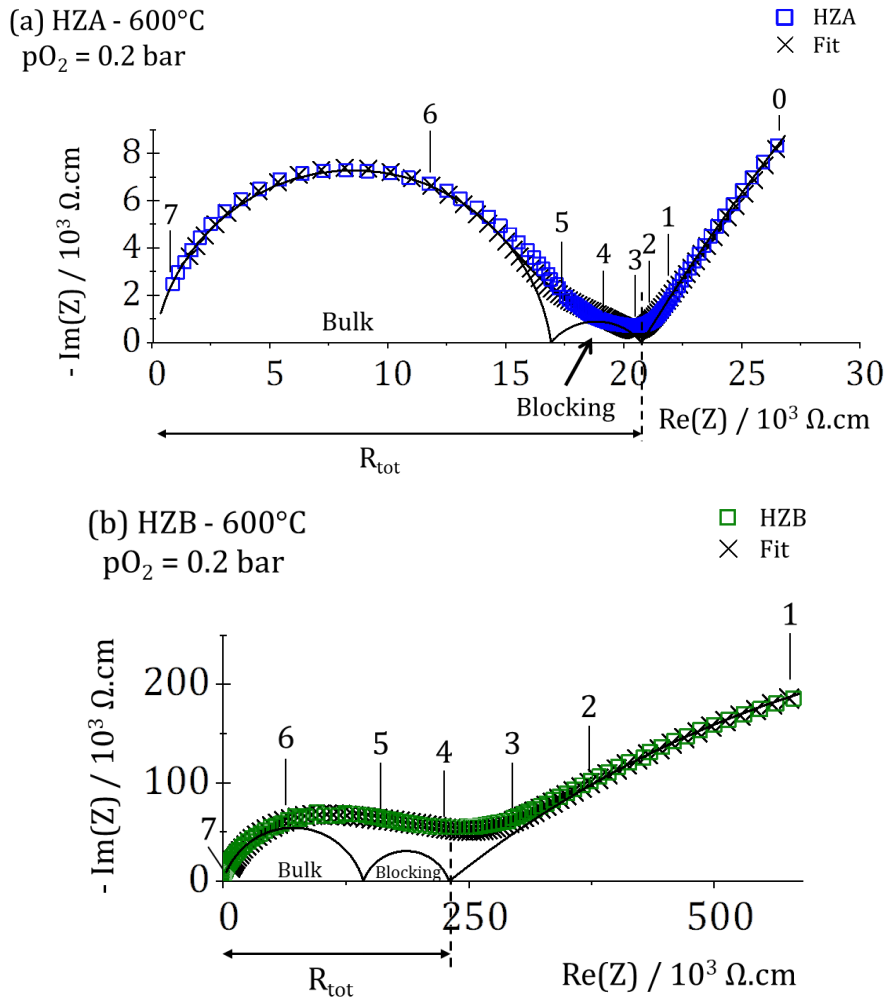 (a) HZA - 600°C
pO₂ = 0.2 bar
HZA
Fit
- Im(Z) / 10³ Ω.cm
8
6
4
2
0
7
6
5
4
3
2
1
0
Bulk
Blocking
0
5
10
15
20
25
30
Re(Z) / 10³ Ω.cm
Rtot
(b) HZB - 600°C
pO₂ = 0.2 bar
HZB
Fit
- Im(Z) / 10³ Ω.cm
200
100
0
7
6
5
4
3
2
1
Bulk
Blocking
0
250
500
Rtot
Re(Z) / 10³ Ω.cm